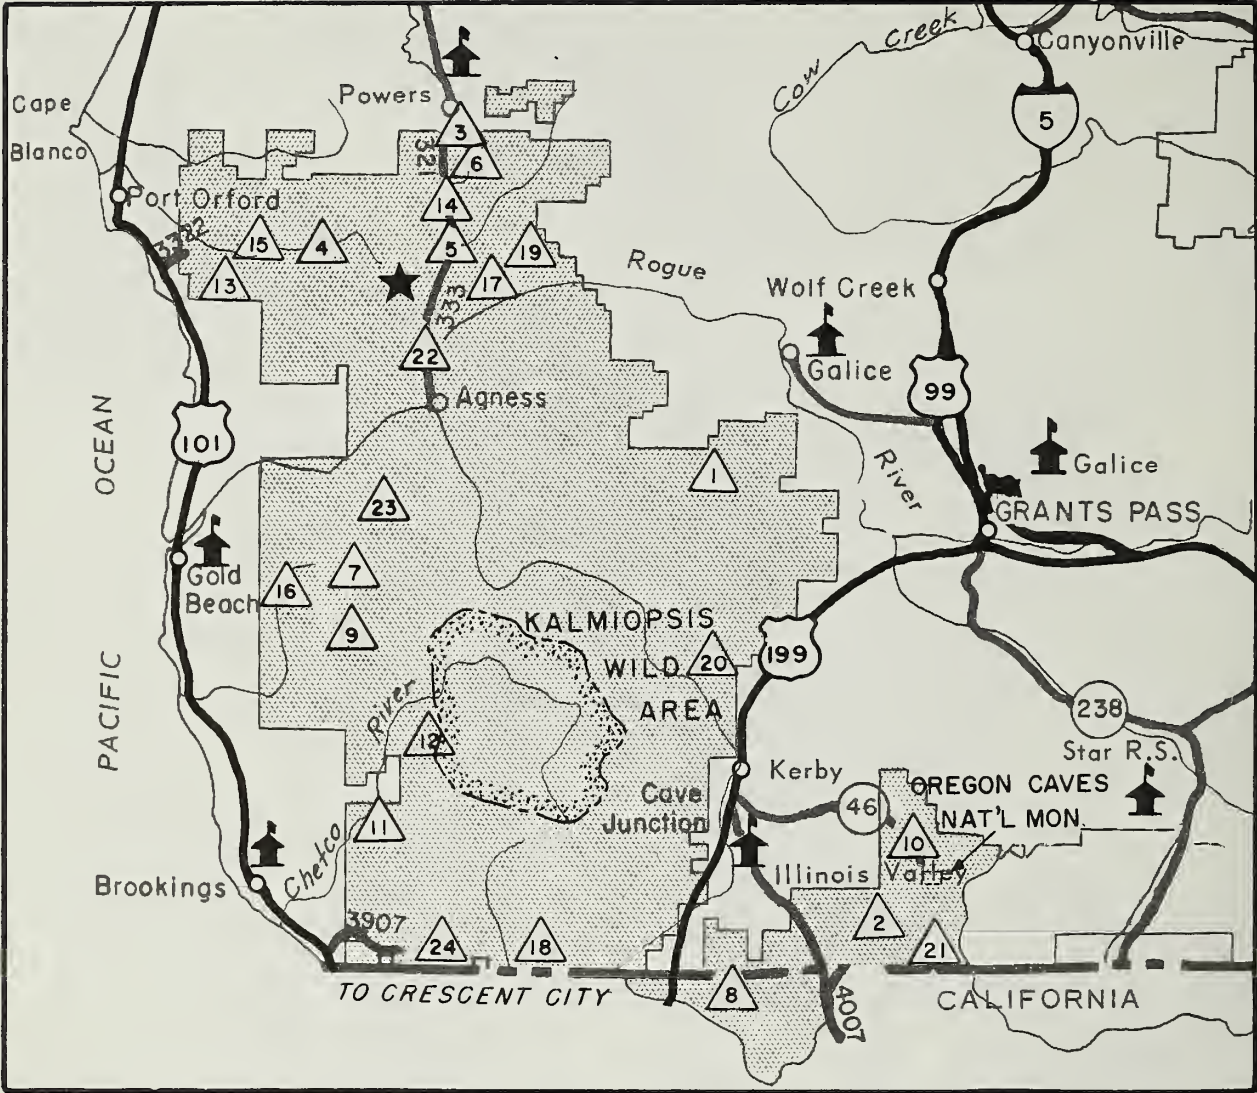 Cow Creek
Canyonville
5
Cape
Blanco
Powers
3
321
6
Port Orford
14
3322
15
4
5
19
13
17
333
Rogue
Wolf Creek
22
Galice
99
Agness
101
OCEAN
1
River
Galice
23
GRANTS PASS
Gold
Beach
16
7
9
KALMIOPSIS
WILD
AREA
20
199
PACIFIC
River
12
238
Star R.S.
Kerby
Cave
Junction
46
OREGON CAVES
NAT'L MON.
11
10
Illinois Valley
Brookings
Chetco
3907
24
18
2
21
8
4007
TO CRESCENT CITY
CALIFORNIA